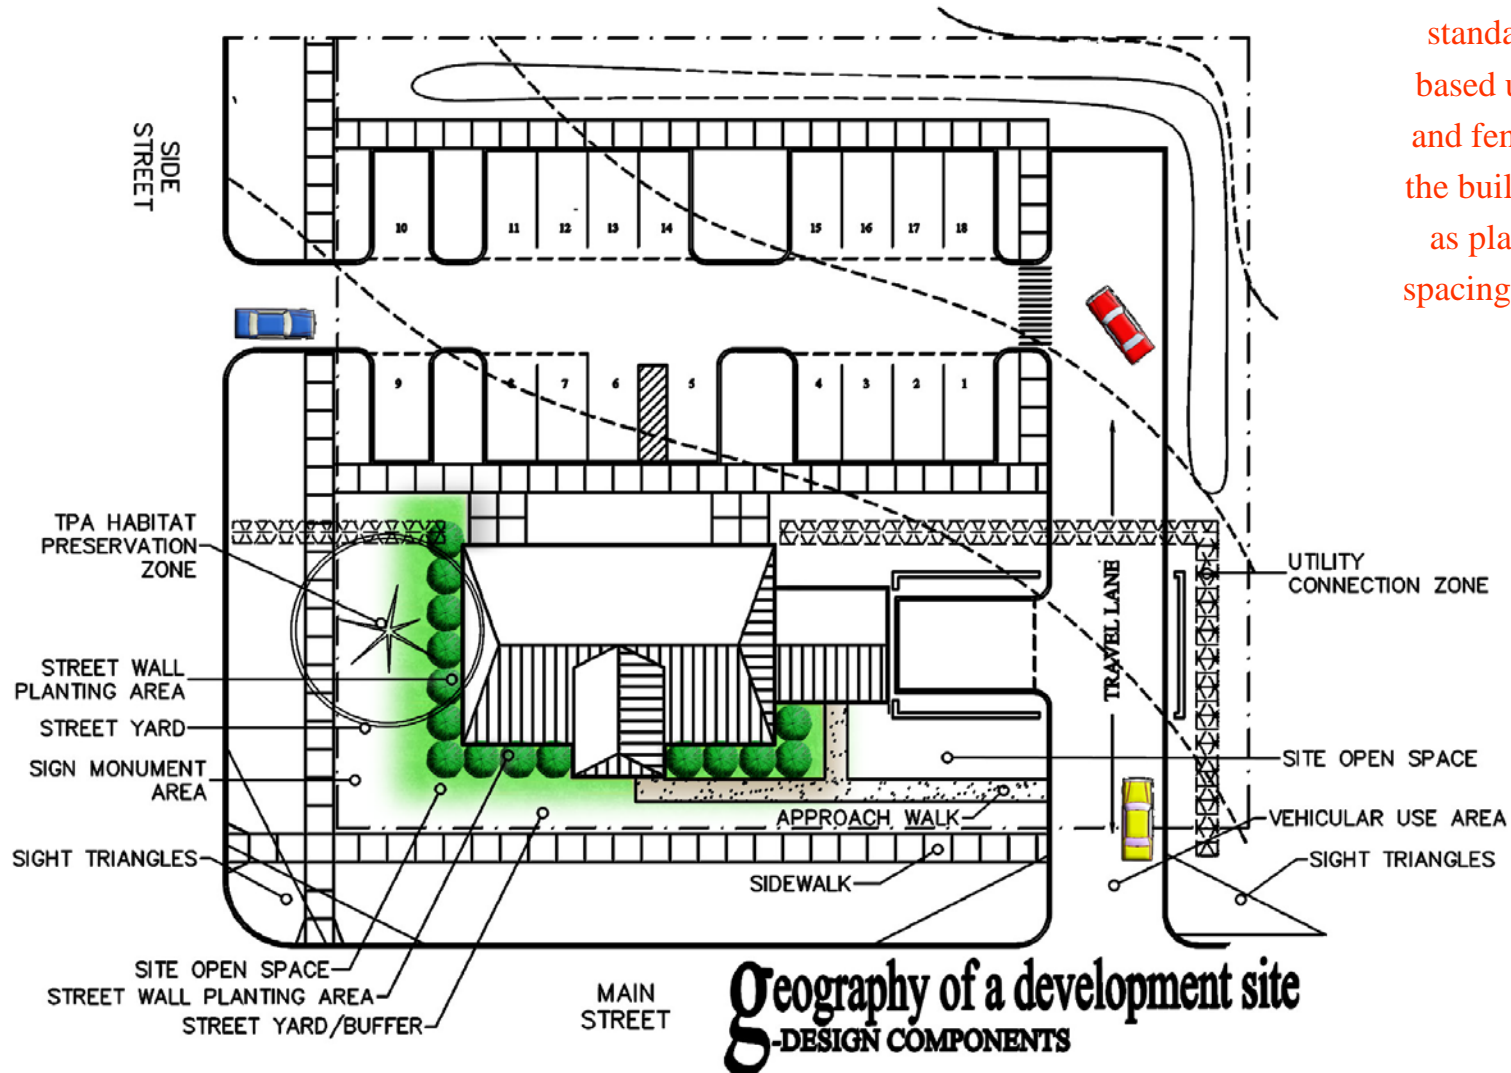 standa
based u
and fen
the buil
as pla
spacing
SIDE
STREET
10
11
12
13
14
15
16
17
18
9
8
7
6
5
4
3
2
1
TPA HABITAT
PRESERVATION
ZONE
STREET WALL
PLANTING AREA
STREET YARD
SIGN MONUMENT
AREA
SIGHT TRIANGLES
SITE OPEN SPACE
STREET WALL PLANTING AREA
STREET YARD/BUFFER
TRAVEL LANE
UTILITY
CONNECTION ZONE
SITE OPEN SPACE
APPROACH WALK
VEHICULAR USE AREA
SIDEWALK
SIGHT TRIANGLES
MAIN
STREET
geography of a development site
-DESIGN COMPONENTS